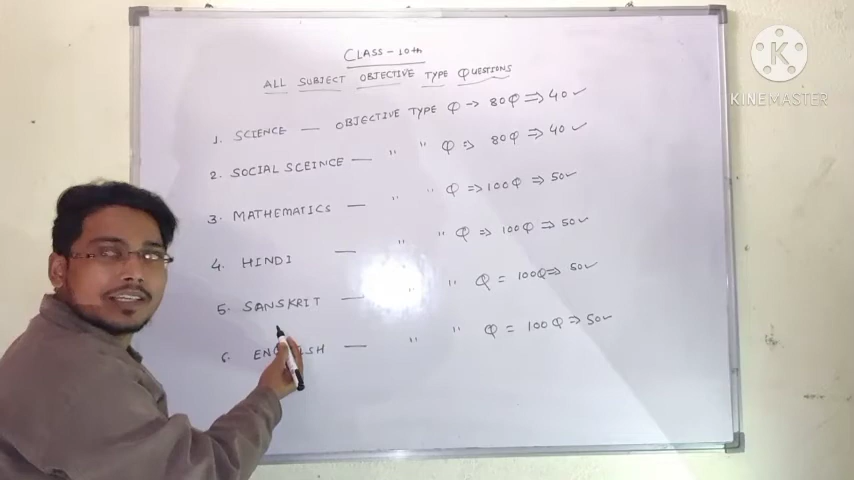 CLASS - 10th
ALL SUBJECT OBJECTIVE TYPE QUESTIONS
1. SCIENCE — OBJECTIVE TYPE Q → 80Q ⇒ 40 ✓
2. SOCIAL SCEINCE — " " Q ⇒ 80Q ⇒ 40 ✓
3. MATHEMATICS — " " Q ⇒ 100Q ⇒ 50 ✓
4. HINDI — " " Q ⇒ 100Q ⇒ 50 ✓
5. SANSKRIT — " " Q = 100Q ⇒ 50 ✓
6. ENGLISH — " " Q = 100Q ⇒ 50 ✓
K
KINEMASTER